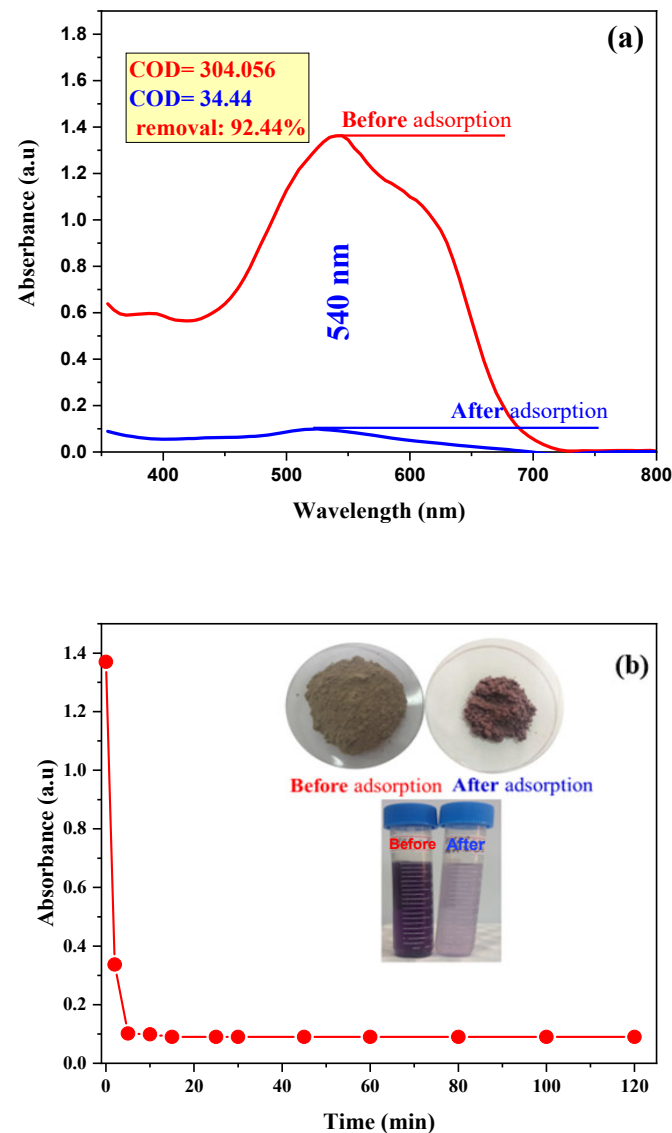 (a)
COD= 304.056
COD= 34.44
removal: 92.44%
Before adsorption
540 nm
After adsorption
1.8
1.6
1.4
1.2
1.0
0.8
0.6
0.4
0.2
0.0
Abserbance (a.u)
400
500
600
700
800
Wavelength (nm)
(b)
Before adsorption
After adsorption
Before
After
1.4
1.2
1.0
0.8
0.6
0.4
0.2
0.0
Absorbance (a.u)
0
20
40
60
80
100
120
Time (min)